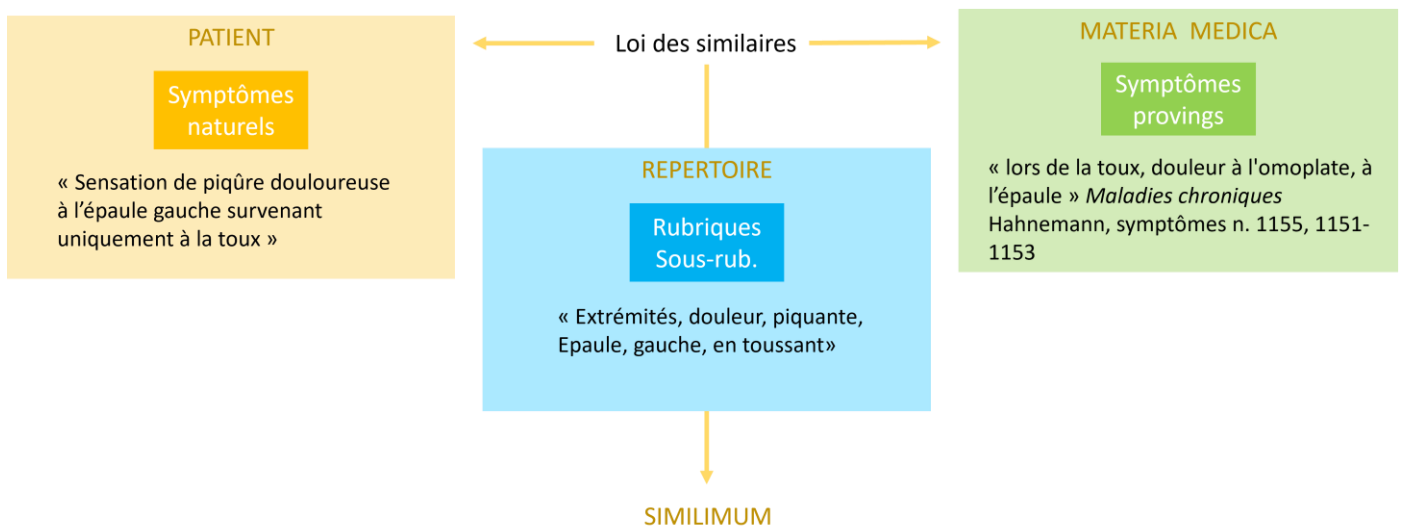 PATIENT
Symptômes
naturels
« Sensation de piqûre douloureuse
à l’épaule gauche survenant
uniquement à la toux »
Loi des similaires
REPERTOIRE
Rubriques
Sous-rub.
« Extrémités, douleur, piquante,
Epaule, gauche, en toussant»
SIMILIMUM
MATERIA MEDICA
Symptômes
provings
« lors de la toux, douleur à l'omoplate, à
l’épaule » Maladies chroniques
Hahnemann, symptômes n. 1155, 1151-
1153